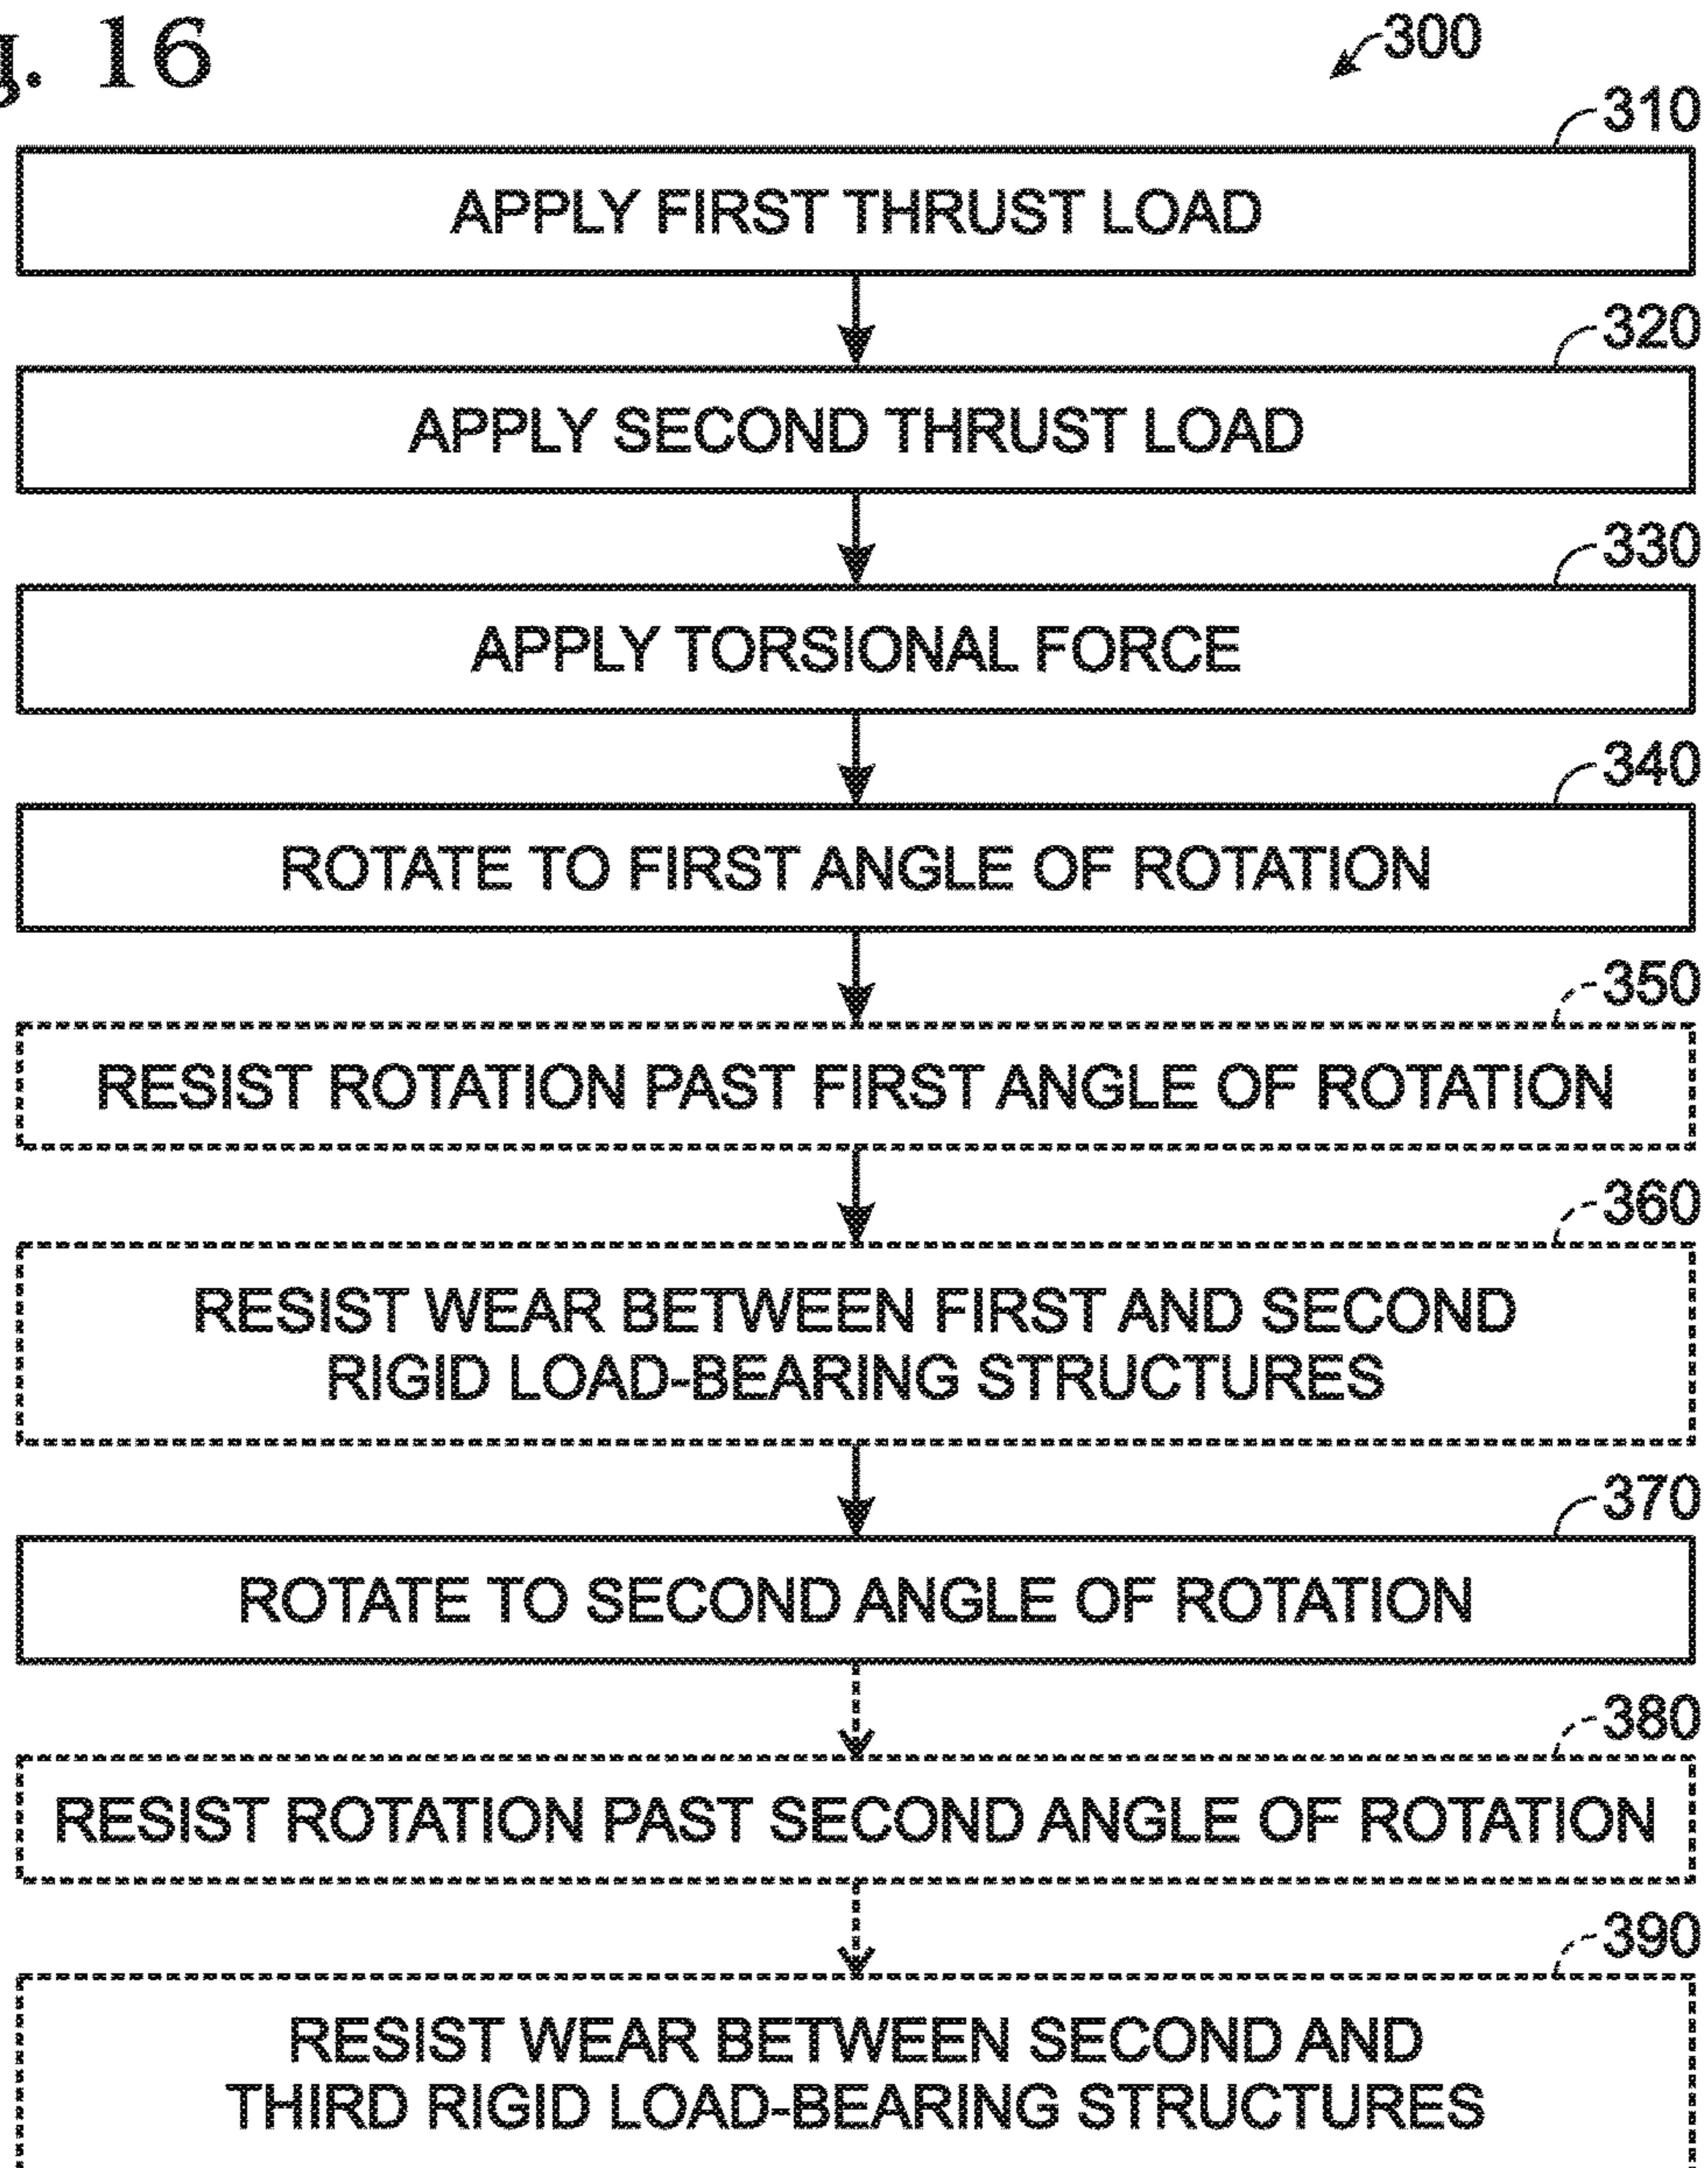 g. 16
300
310
APPLY FIRST THRUST LOAD
320
APPLY SECOND THRUST LOAD
330
APPLY TORSIONAL FORCE
340
ROTATE TO FIRST ANGLE OF ROTATION
350
RESIST ROTATION PAST FIRST ANGLE OF ROTATION
360
RESIST WEAR BETWEEN FIRST AND SECOND
RIGID LOAD-BEARING STRUCTURES
370
ROTATE TO SECOND ANGLE OF ROTATION
380
RESIST ROTATION PAST SECOND ANGLE OF ROTATION
390
RESIST WEAR BETWEEN SECOND AND
THIRD RIGID LOAD-BEARING STRUCTURES